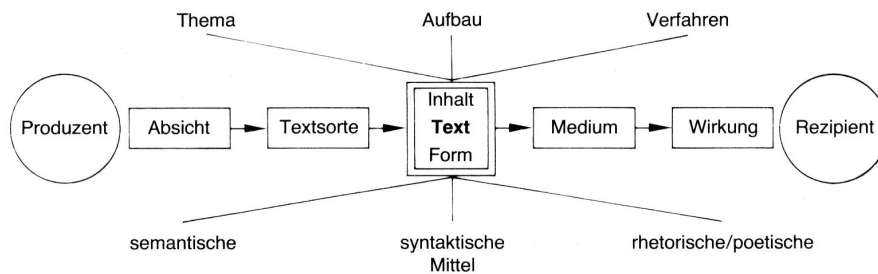 Thema Aufbau Verfahren
Inhalt
Produzent Absicht Textsorte Text Medium Wirkung Rezipient
Form
semantische syntaktische rhetorische/poetische
Mittel